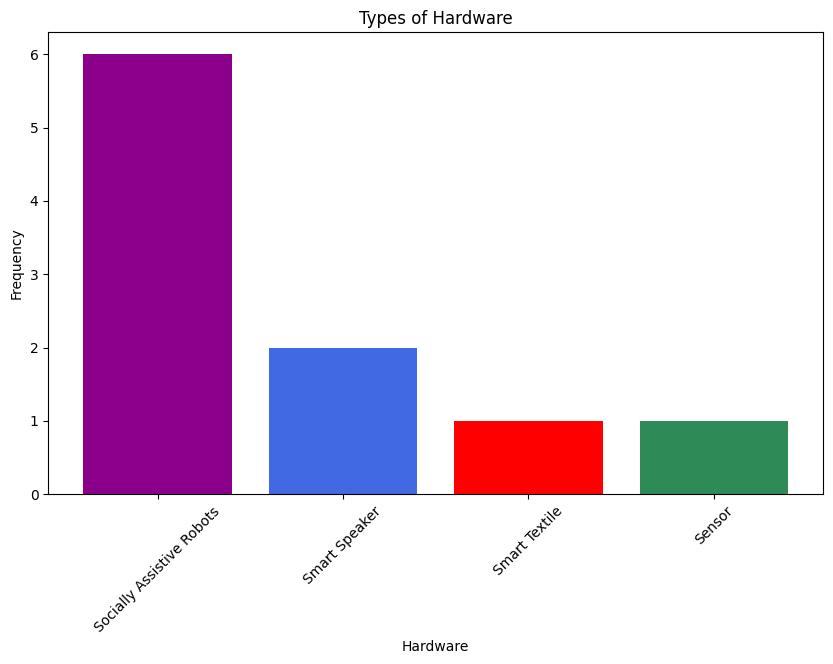 Types of Hardware
Frequency
6
5
4
3
2
1
0
Socially Assistive Robots
Smart Speaker
Smart Textile
Sensor
Hardware